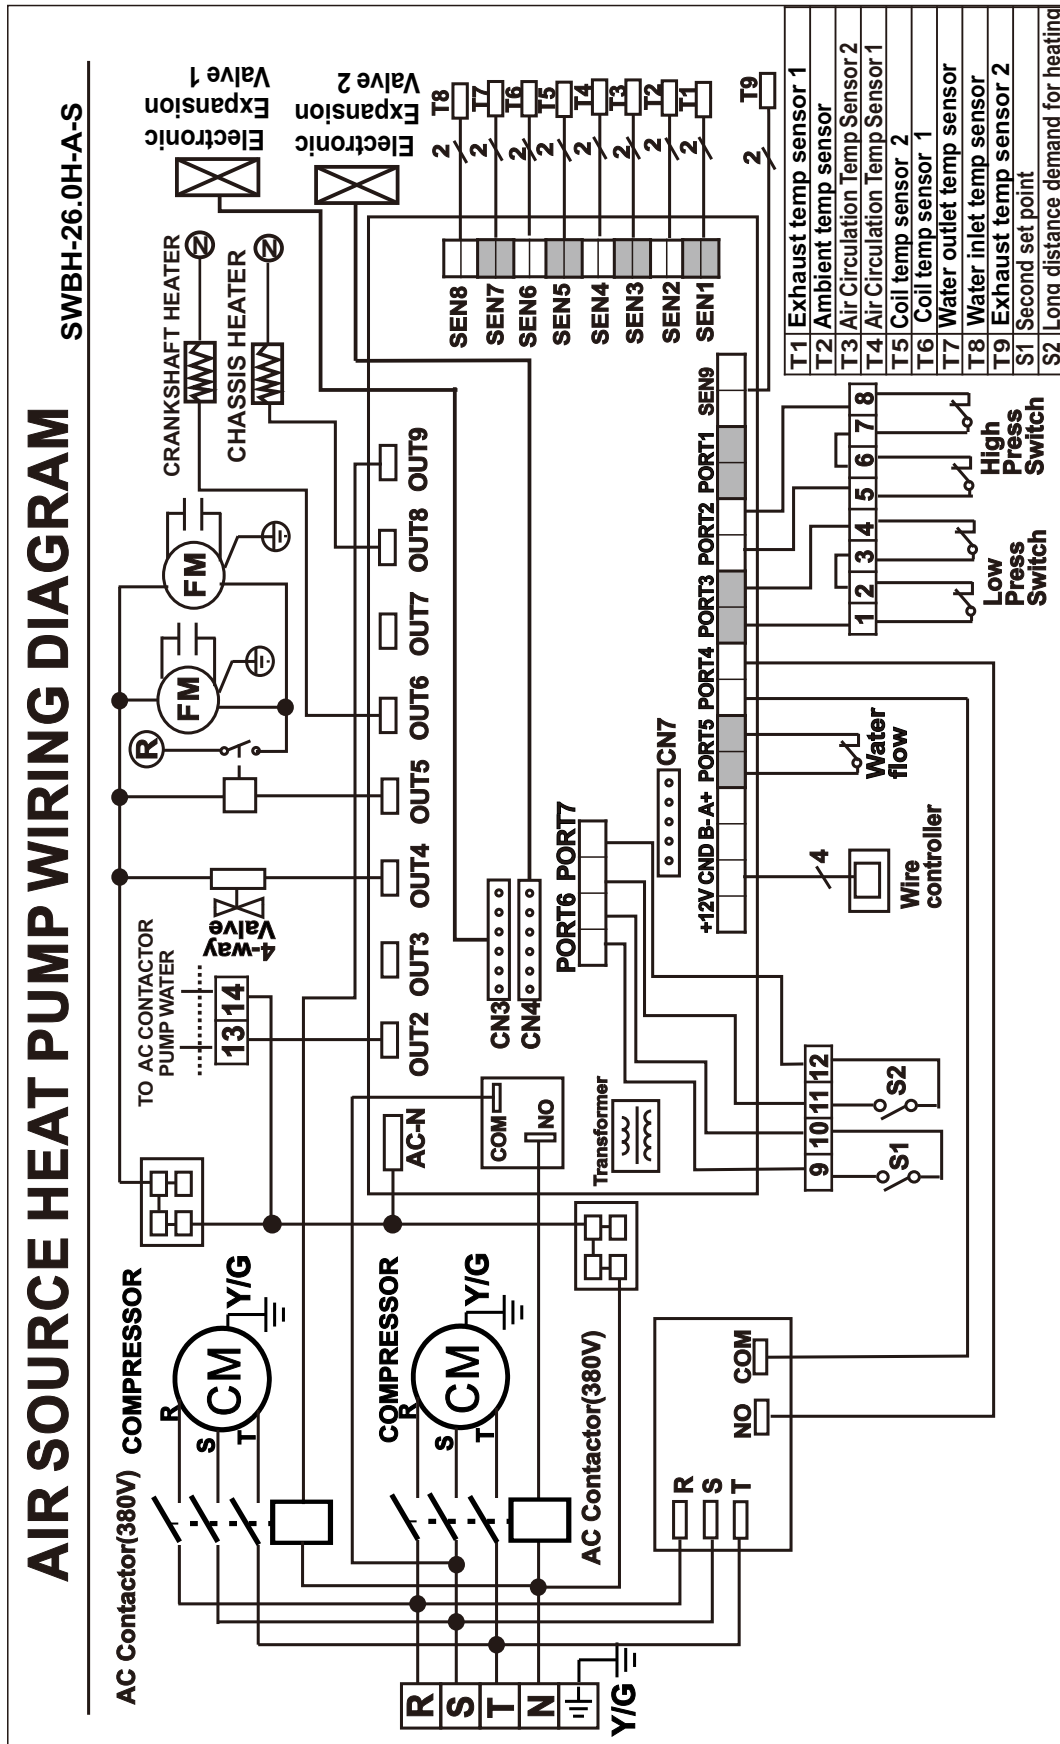 AIR SOURCE HEAT PUMP WIRING DIAGRAM
SWBH-26.0H-A-S
AC Contactor(380V)
COMPRESSOR
R
S
T
CM
Y/G
COMPRESSOR
R
S
T
CM
Y/G
AC Contactor(380V)
R
S
T
N
Y/G
TO AC CONTACTOR
PUMP WATER
13 14
4-way
Valve
R
FM
FM
CRANKSHAFT HEATER
N
CHASSIS HEATER
N
Electronic
Expansion
Valve 1
Electronic
Expansion
Valve 2
AC-N
OUT2 OUT3 OUT4 OUT5 OUT6 OUT7 OUT8 OUT9
COM
NO
CN3
CN4
Transformer
PORT6 PORT7
CN7
SEN8
SEN7
SEN6
SEN5
SEN4
SEN3
SEN2
SEN1
2 T8
2 T7
2 T6
2 T5
2 T4
2 T3
2 T2
2 T1
2 T9
+12V CND B- A+ PORT5 PORT4 PORT3 PORT2 PORT1 SEN9
R
S
T
NO
COM
9 10 11 12
S1
S2
4
Wire
controller
Water
flow
1 2 3 4 5 6 7 8
Low
Press
Switch
High
Press
Switch
T1 Exhaust temp sensor 1
T2 Ambient temp sensor
T3 Air Circulation Temp Sensor 2
T4 Air Circulation Temp Sensor 1
T5 Coil temp sensor 2
T6 Coil temp sensor 1
T7 Water outlet temp sensor
T8 Water inlet temp sensor
T9 Exhaust temp sensor 2
S1 Second set point
S2 Long distance demand for heating